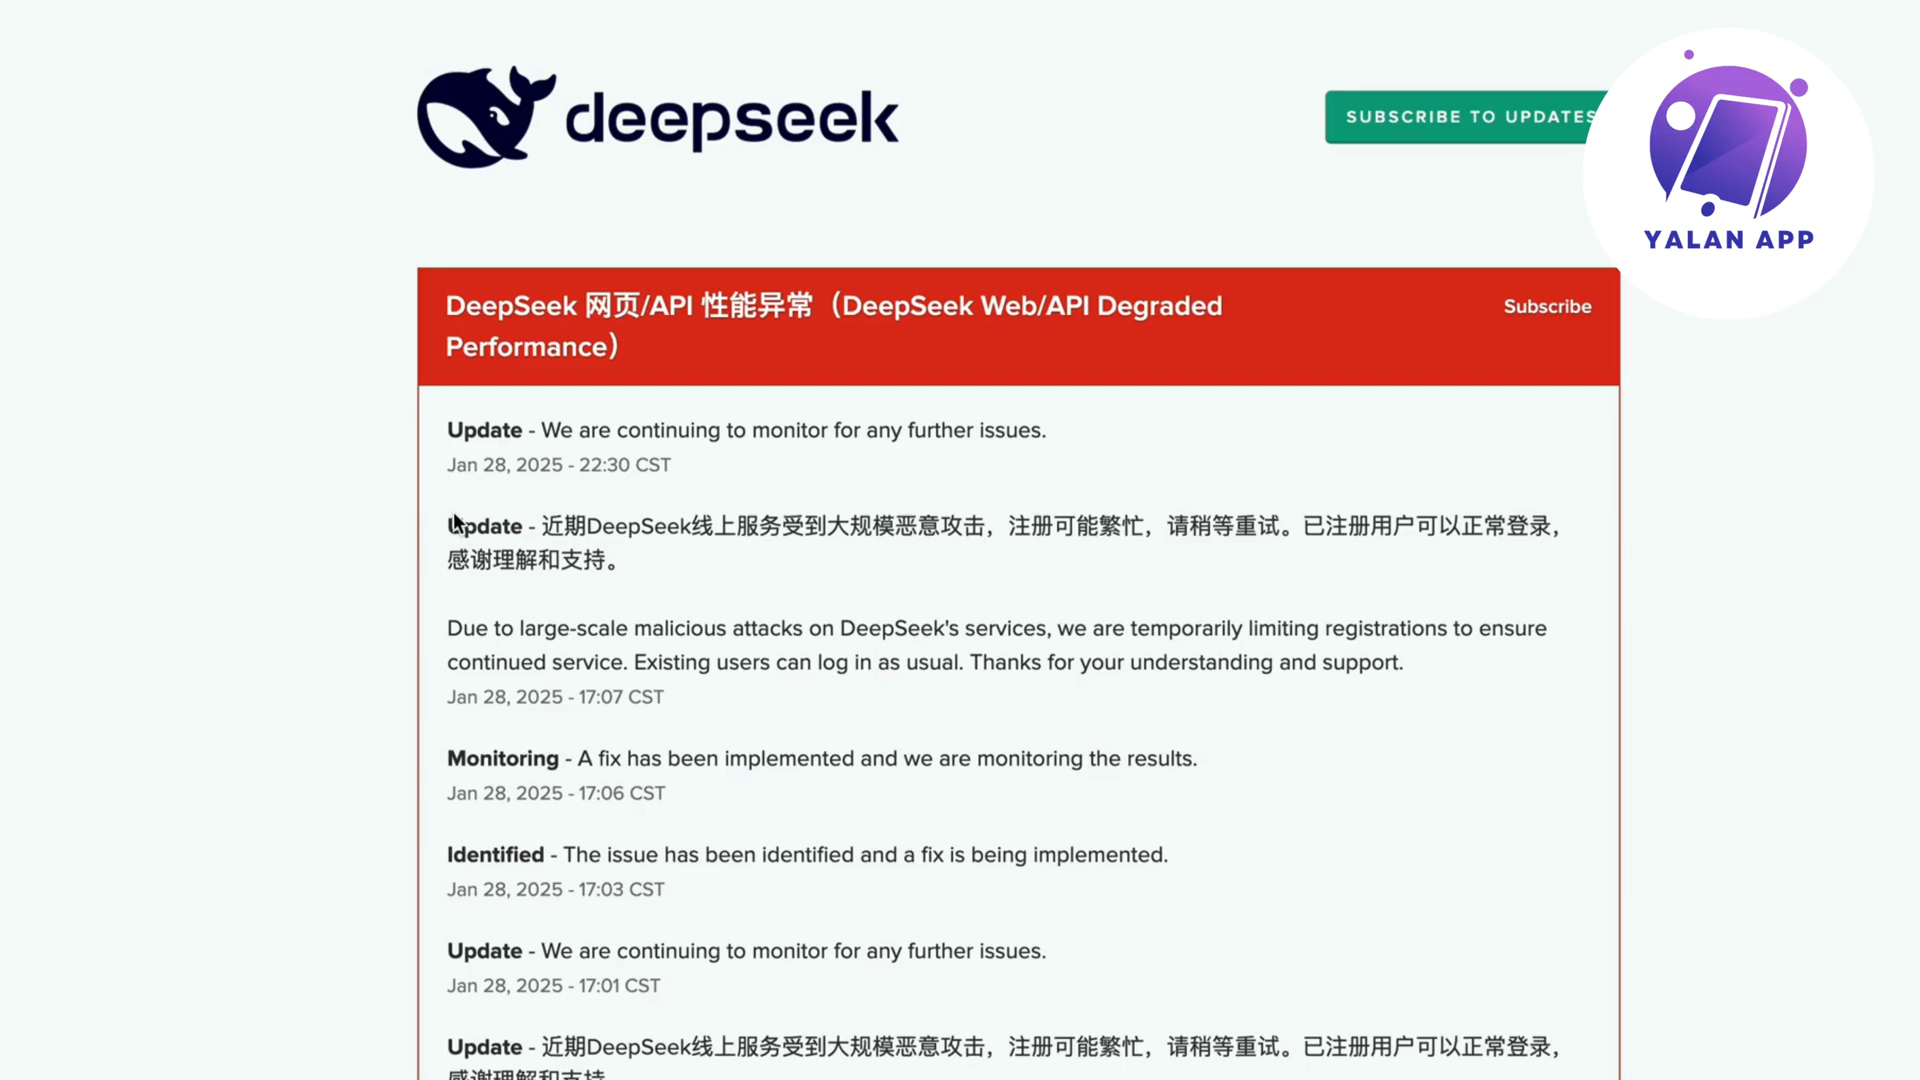 deepseek
SUBSCRIBE TO UPDATES
YALAN APP
DeepSeek 网页/API 性能异常（DeepSeek Web/API Degraded
Performance）
Subscribe
Update - We are continuing to monitor for any further issues.
Jan 28, 2025 - 22:30 CST
Update - 近期DeepSeek线上服务受到大规模恶意攻击，注册可能繁忙，请稍等重试。已注册用户可以正常登录，
感谢理解和支持。
Due to large-scale malicious attacks on DeepSeek's services, we are temporarily limiting registrations to ensure
continued service. Existing users can log in as usual. Thanks for your understanding and support.
Jan 28, 2025 - 17:07 CST
Monitoring - A fix has been implemented and we are monitoring the results.
Jan 28, 2025 - 17:06 CST
Identified - The issue has been identified and a fix is being implemented.
Jan 28, 2025 - 17:03 CST
Update - We are continuing to monitor for any further issues.
Jan 28, 2025 - 17:01 CST
Update - 近期DeepSeek线上服务受到大规模恶意攻击，注册可能繁忙，请稍等重试。已注册用户可以正常登录，
感谢理解和支持。